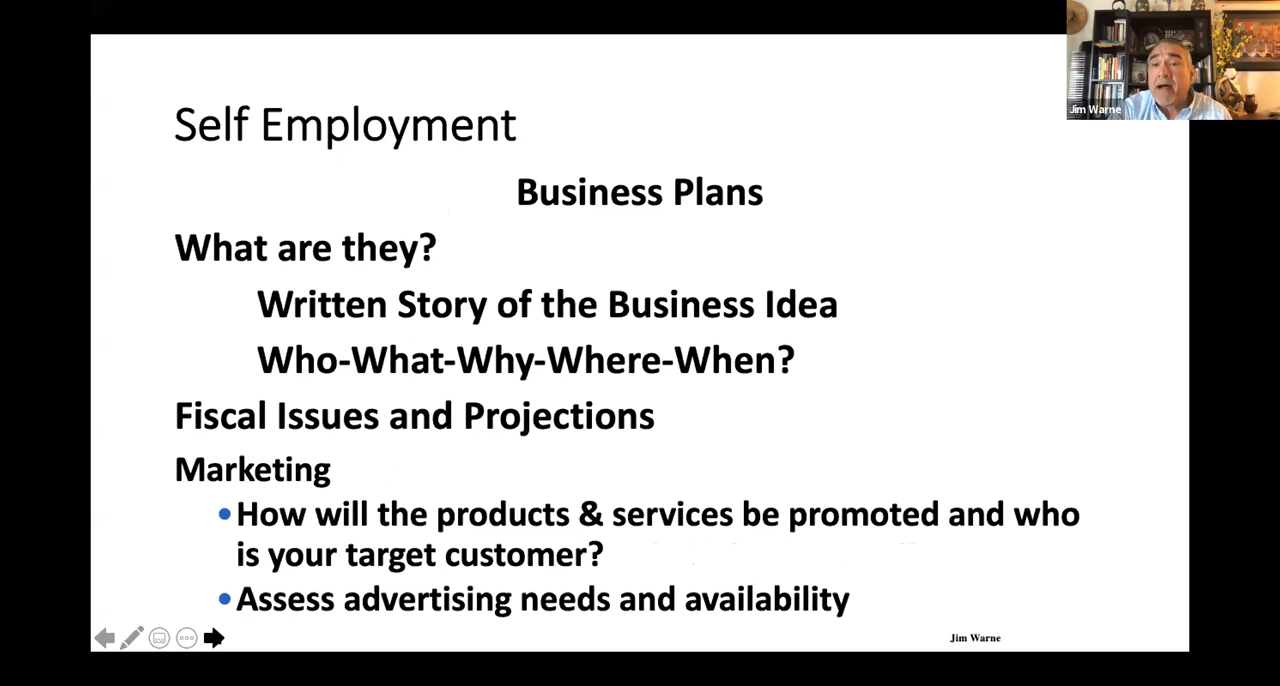 Jim Warne
Self Employment
Business Plans
What are they?
Written Story of the Business Idea
Who-What-Why-Where-When?
Fiscal Issues and Projections
Marketing
•How will the products & services be promoted and who
is your target customer?
•Assess advertising needs and availability
Jim Warne